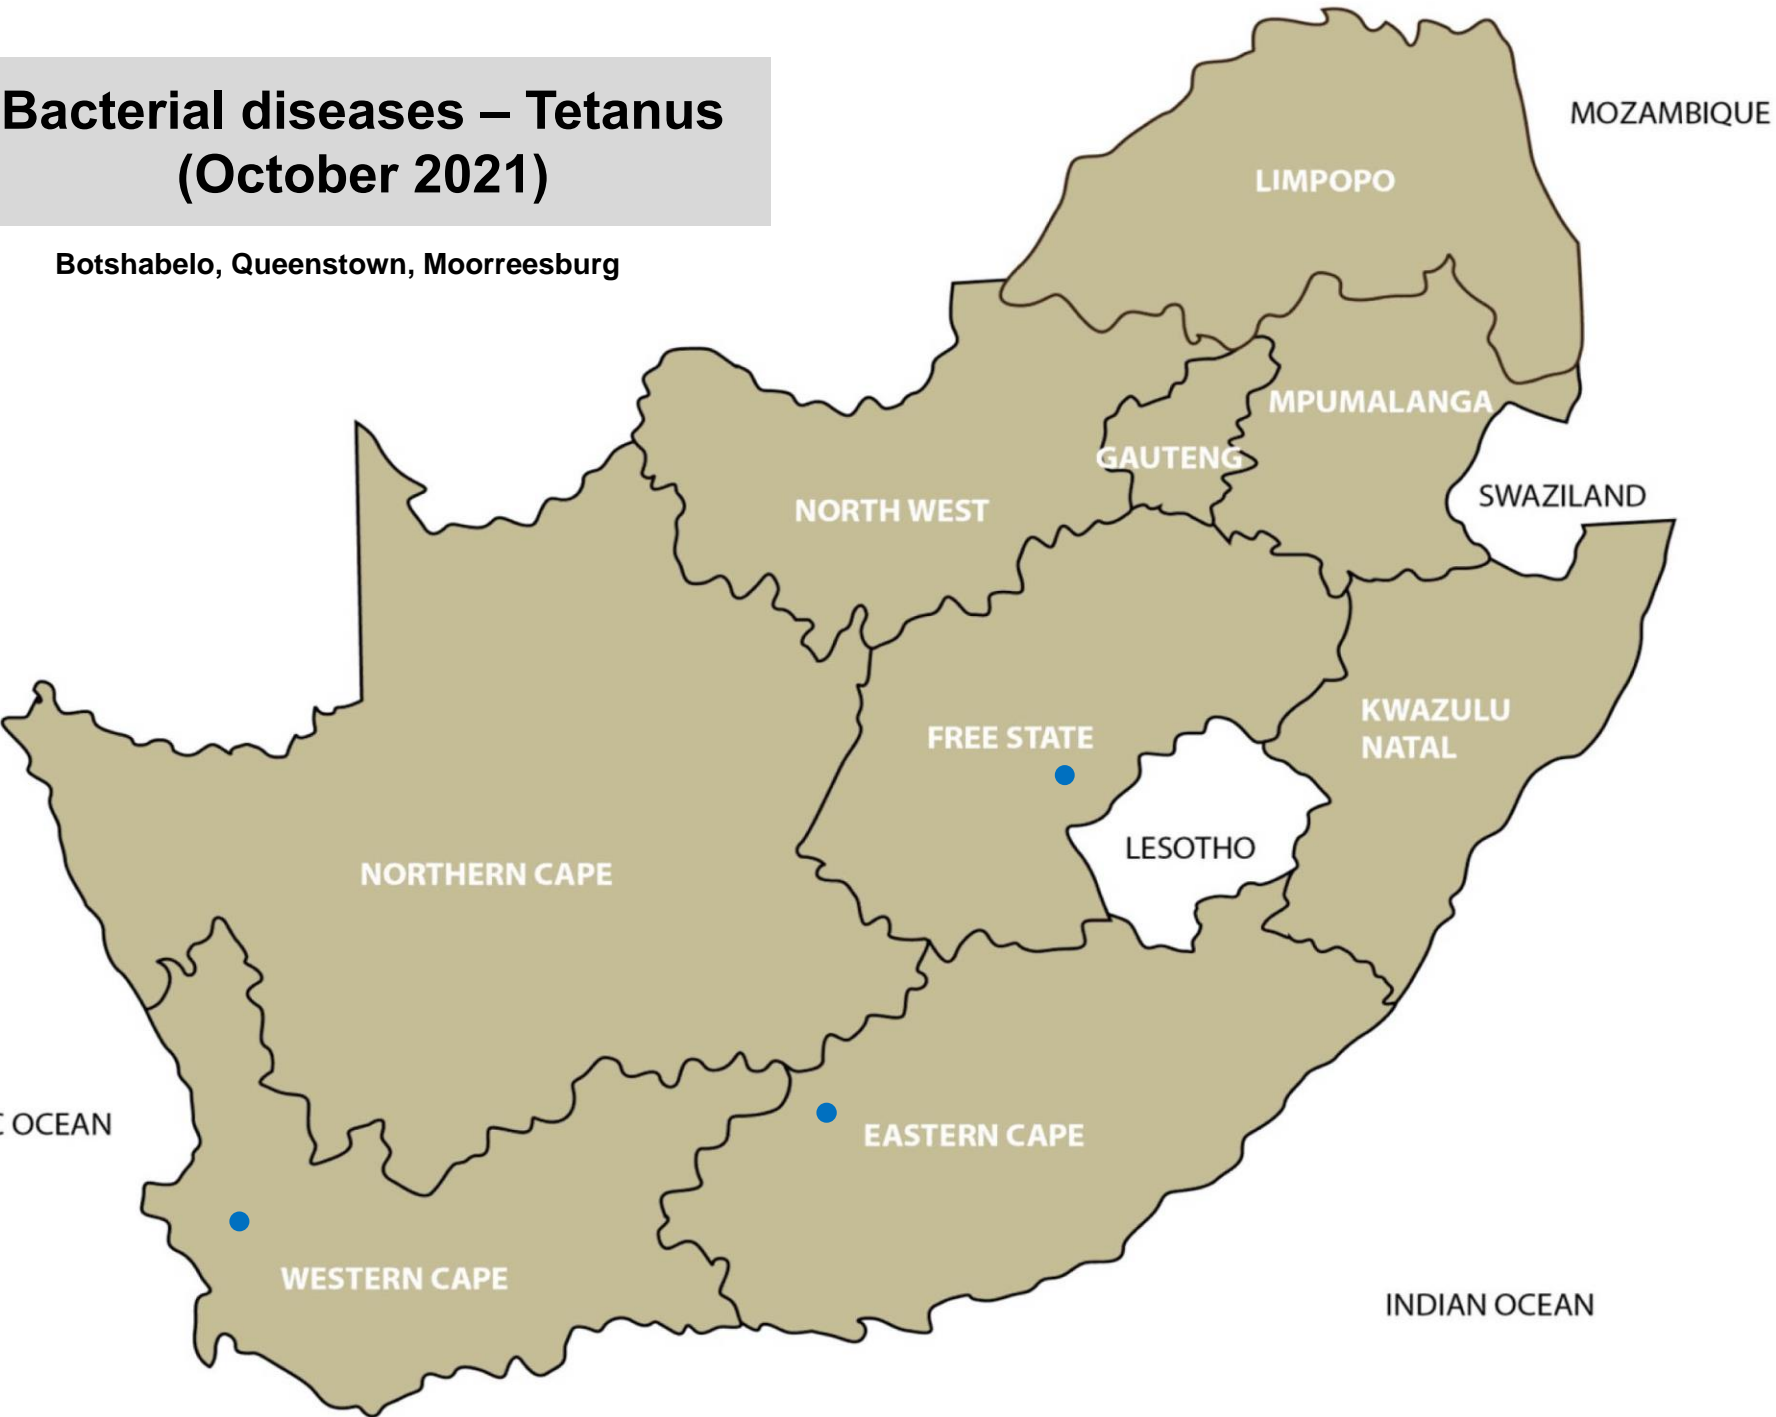 Bacterial diseases – Tetanus
(October 2021)
Botshabelo, Queenstown, Moorreesburg
MOZAMBIQUE
LIMPOPO
MPUMALANGA
GAUTENG
SWAZILAND
NORTH WEST
KWAZULU
NATAL
FREE STATE
LESOTHO
NORTHERN CAPE
OCEAN
EASTERN CAPE
WESTERN CAPE
INDIAN OCEAN